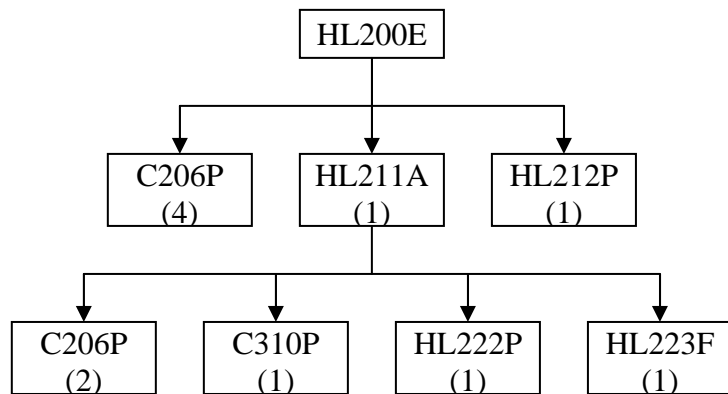 HL200E
C206P
(4)
HL211A
(1)
HL212P
(1)
C206P
(2)
C310P
(1)
HL222P
(1)
HL223F
(1)